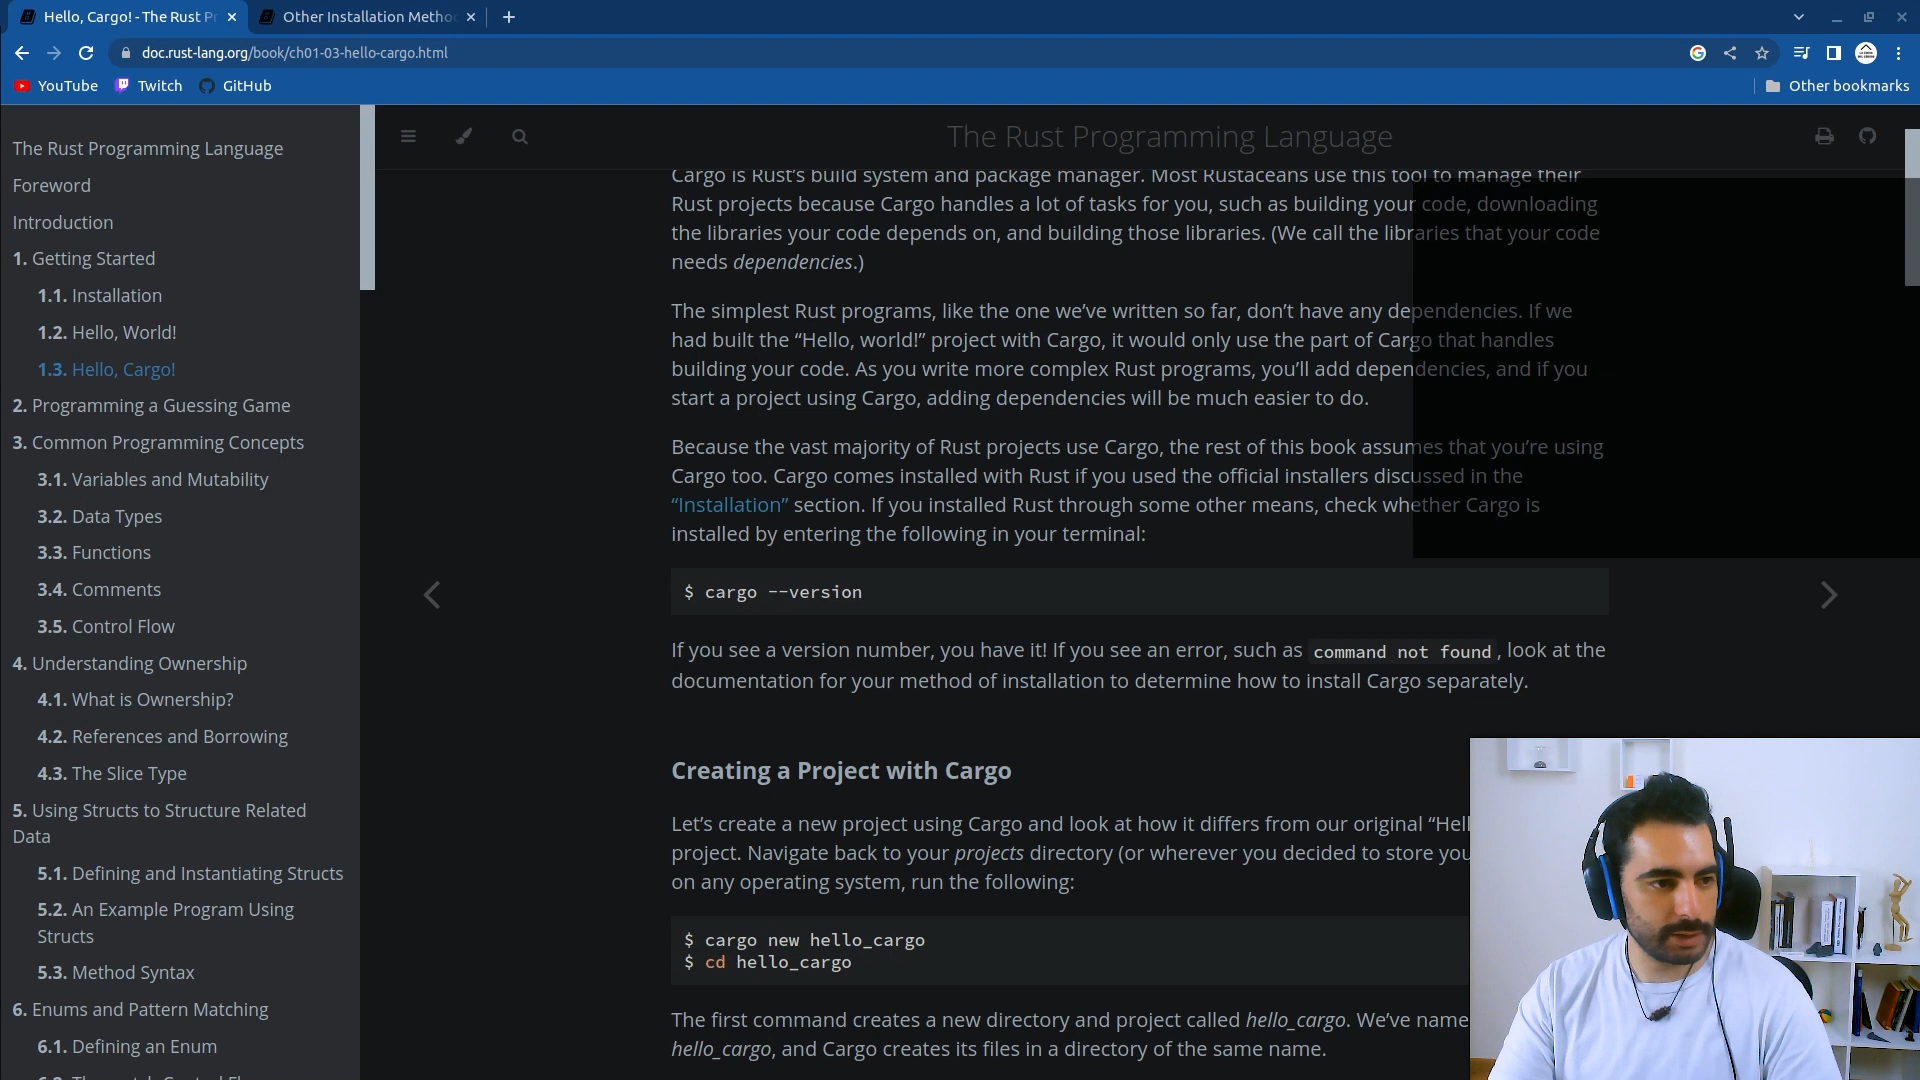 Hello, Cargo! - The Rust Pr
Other Installation Metho
doc.rust-lang.org/book/ch01-03-hello-cargo.html
YouTube
Twitch
GitHub
Other bookmarks
The Rust Programming Language
Foreword
Introduction
1. Getting Started
1.1. Installation
1.2. Hello, World!
1.3. Hello, Cargo!
2. Programming a Guessing Game
3. Common Programming Concepts
3.1. Variables and Mutability
3.2. Data Types
3.3. Functions
3.4. Comments
3.5. Control Flow
4. Understanding Ownership
4.1. What is Ownership?
4.2. References and Borrowing
4.3. The Slice Type
5. Using Structs to Structure Related
Data
5.1. Defining and Instantiating Structs
5.2. An Example Program Using
Structs
5.3. Method Syntax
6. Enums and Pattern Matching
6.1. Defining an Enum
The Rust Programming Language
Cargo is Rust's build system and package manager. Most Rustaceans use this tool to manage their
Rust projects because Cargo handles a lot of tasks for you, such as building your code, downloading
the libraries your code depends on, and building those libraries. (We call the libraries that your code
needs dependencies.)
The simplest Rust programs, like the one we've written so far, don't have any dependencies. If we
had built the “Hello, world!” project with Cargo, it would only use the part of Cargo that handles
building your code. As you write more complex Rust programs, you'll add dependencies, and if you
start a project using Cargo, adding dependencies will be much easier to do.
Because the vast majority of Rust projects use Cargo, the rest of this book assumes that you're using
Cargo too. Cargo comes installed with Rust if you used the official installers discussed in the
“Installation” section. If you installed Rust through some other means, check whether Cargo is
installed by entering the following in your terminal:
$ cargo --version
If you see a version number, you have it! If you see an error, such as command not found, look at the
documentation for your method of installation to determine how to install Cargo separately.
Creating a Project with Cargo
Let's create a new project using Cargo and look at how it differs from our original “Hell
project. Navigate back to your projects directory (or wherever you decided to store you
on any operating system, run the following:
$ cargo new hello_cargo
$ cd hello_cargo
The first command creates a new directory and project called hello_cargo. We've name
hello_cargo, and Cargo creates its files in a directory of the same name.